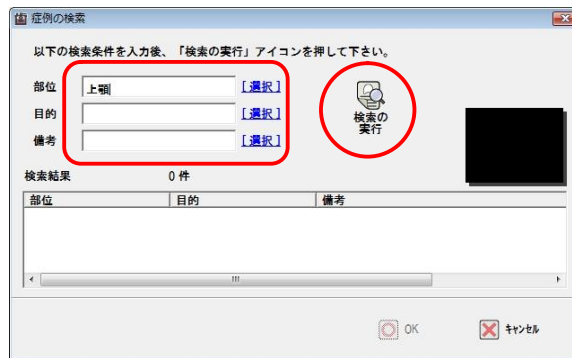 症例の検索
以下の検索条件を入力後、「検索の実行」アイコンを押して下さい。
部位 上顎 [選択]
目的 [選択]
備考 [選択]
検索の
実行
検索結果 0 件
部位 目的 備考
OK キャンセル